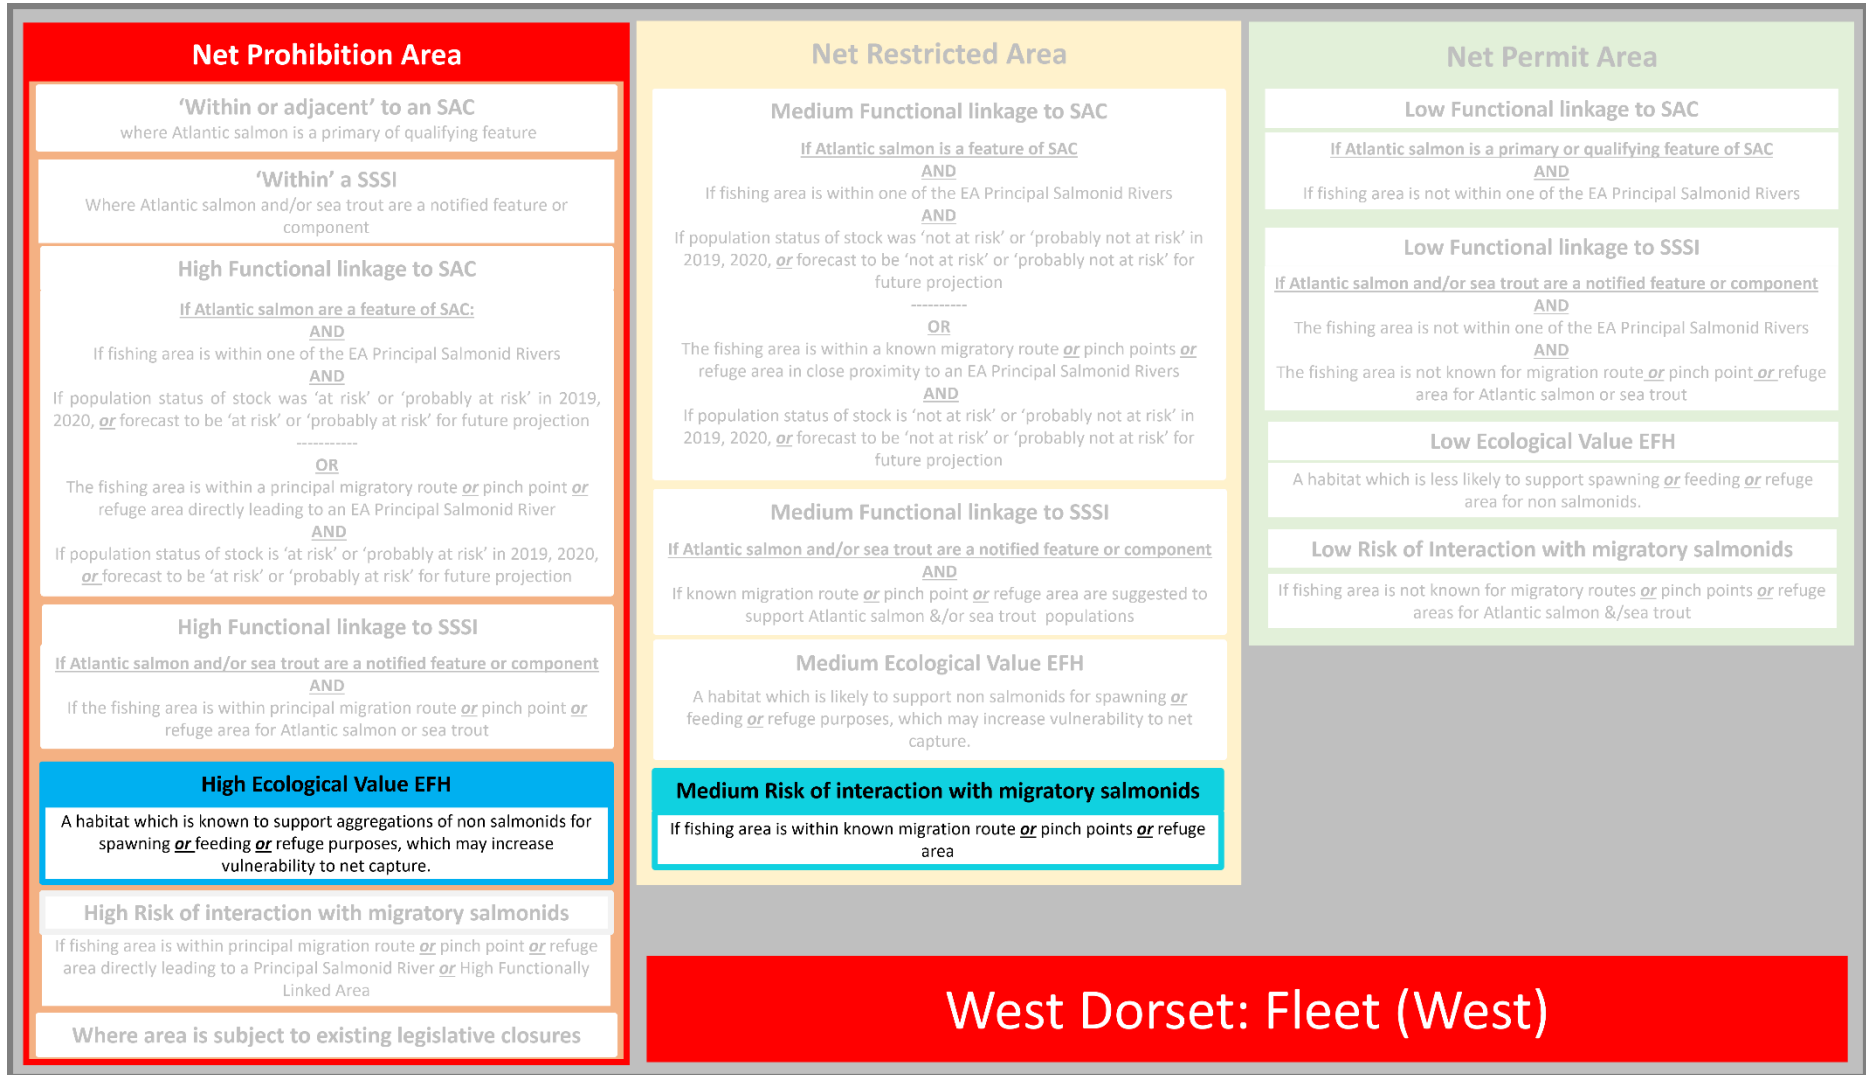 Net Prohibition Area
‘Within or adjacent’ to an SAC
where Atlantic salmon is a primary of qualifying feature
‘Within’ a SSSI
Where Atlantic salmon and/or sea trout are a notified feature or
component
High Functional linkage to SAC
If Atlantic salmon are a feature of SAC:
AND
If fishing area is within one of the EA Principal Salmonid Rivers
AND
If population status of stock was ‘at risk’ or ‘probably at risk’ in 2019,
2020, or forecast to be ‘at risk’ or ‘probably at risk’ for future projection
-----------
OR
The fishing area is within a principal migratory route or pinch point or
refuge area directly leading to an EA Principal Salmonid River
AND
If population status of stock is ‘at risk’ or ‘probably at risk’ in 2019, 2020,
or forecast to be ‘at risk’ or ‘probably at risk’ for future projection
High Functional linkage to SSSI
If Atlantic salmon and/or sea trout are a notified feature or component
AND
If the fishing area is within principal migration route or pinch point or
refuge area for Atlantic salmon or sea trout
High Ecological Value EFH
A habitat which is known to support aggregations of non salmonids for
spawning or feeding or refuge purposes, which may increase
vulnerability to net capture.
High Risk of interaction with migratory salmonids
If fishing area is within principal migration route or pinch point or refuge
area directly leading to a Principal Salmonid River or High Functionally
Linked Area
Where area is subject to existing legislative closures
Net Restricted Area
Medium Functional linkage to SAC
If Atlantic salmon is a feature of SAC
AND
If fishing area is within one of the EA Principal Salmonid Rivers
AND
If population status of stock was ‘not at risk’ or ‘probably not at risk’ in
2019, 2020, or forecast to be ‘not at risk’ or ‘probably not at risk’ for
future projection
----------
OR
The fishing area is within a known migratory route or pinch points or
refuge area in close proximity to an EA Principal Salmonid Rivers
AND
If population status of stock is ‘not at risk’ or ‘probably not at risk’ in
2019, 2020, or forecast to be ‘not at risk’ or ‘probably not at risk’ for
future projection
Medium Functional linkage to SSSI
If Atlantic salmon and/or sea trout are a notified feature or component
AND
If known migration route or pinch point or refuge area are suggested to
support Atlantic salmon &/or sea trout populations
Medium Ecological Value EFH
A habitat which is likely to support non salmonids for spawning or
feeding or refuge purposes, which may increase vulnerability to net
capture.
Medium Risk of interaction with migratory salmonids
If fishing area is within known migration route or pinch points or refuge
area
Net Permit Area
Low Functional linkage to SAC
If Atlantic salmon is a primary or qualifying feature of SAC
AND
If fishing area is not within one of the EA Principal Salmonid Rivers
Low Functional linkage to SSSI
If Atlantic salmon and/or sea trout are a notified feature or component
AND
The fishing area is not within one of the EA Principal Salmonid Rivers
AND
The fishing area is not known for migration route or pinch point or refuge
area for Atlantic salmon or sea trout
Low Ecological Value EFH
A habitat which is less likely to support spawning or feeding or refuge
area for non salmonids.
Low Risk of Interaction with migratory salmonids
If fishing area is not known for migratory routes or pinch points or refuge
areas for Atlantic salmon &/sea trout
West Dorset: Fleet (West)